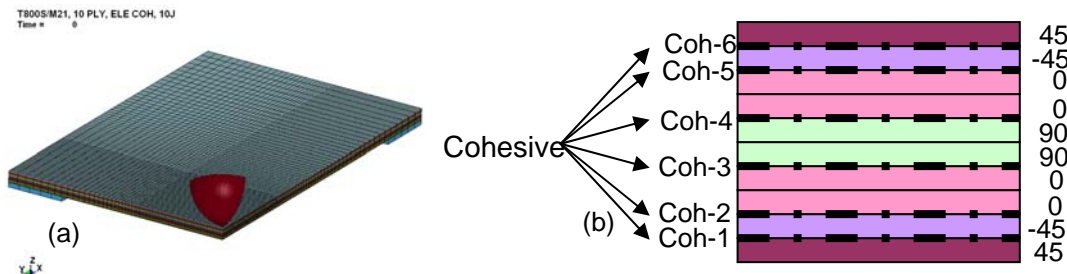 T800S/M21, 10 PLY, ELE COH, 10J
Time = 0
(a)
Z
Y X
Cohesive
Coh-6
Coh-5
Coh-4
Coh-3
Coh-2
Coh-1
(b)
45
-45
0
0
90
90
0
0
-45
45